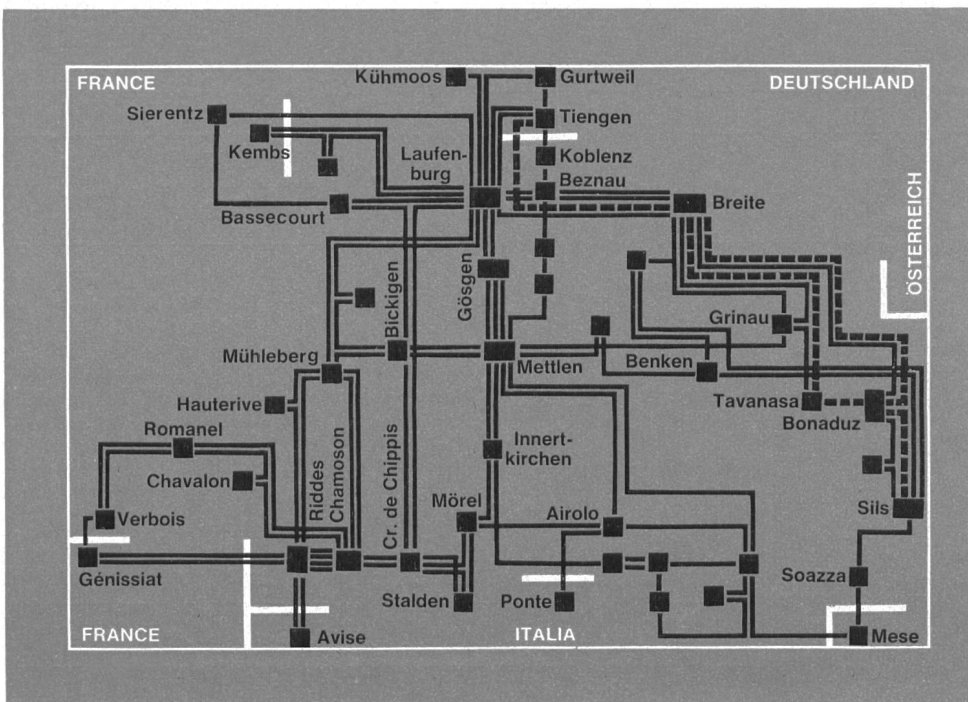 FRANCE
Kühmoos
Gurtweil
DEUTSCHLAND
Sierentz
Tiengen
Kembs
Laufen-
burg
Koblenz
Beznau
Bassecourt
Breite
ÖSTERREICH
Gösgen
Bickigen
Grinau
Mühleberg
Mettlen
Benken
Hauterive
Tavanasa
Bonaduz
Romanel
Innert-
kirchen
Chavalon
Riddes
Chamoson
Cr. de Chippis
Mörel
Airolo
Sils
Verbois
Génissiat
Stalden
Ponte
Soazza
FRANCE
Avise
ITALIA
Mese